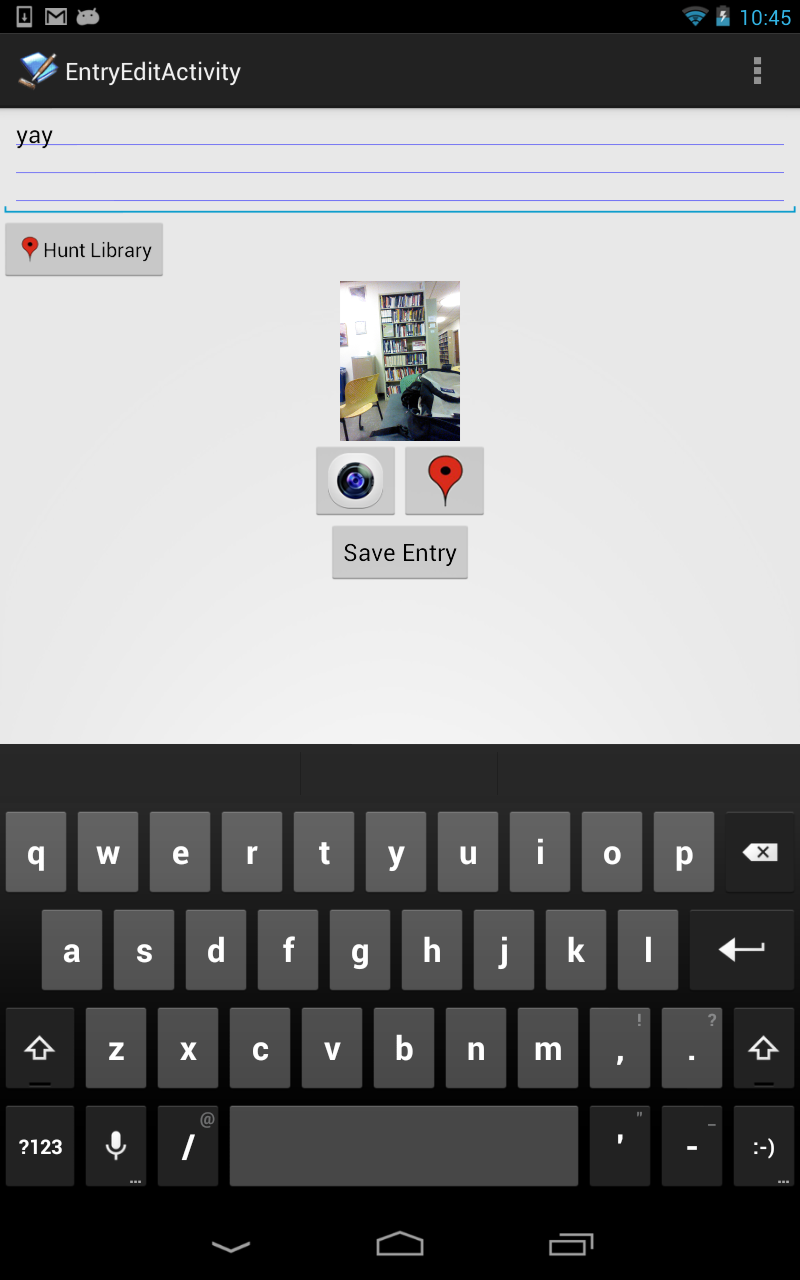 10:45
EntryEditActivity
yay
Hunt Library
Save Entry
q w e r t y u i o p
a s d f g h j k l
! ?
z x c v b n m , .
@ " _
?123 / ' - :-)
... ...